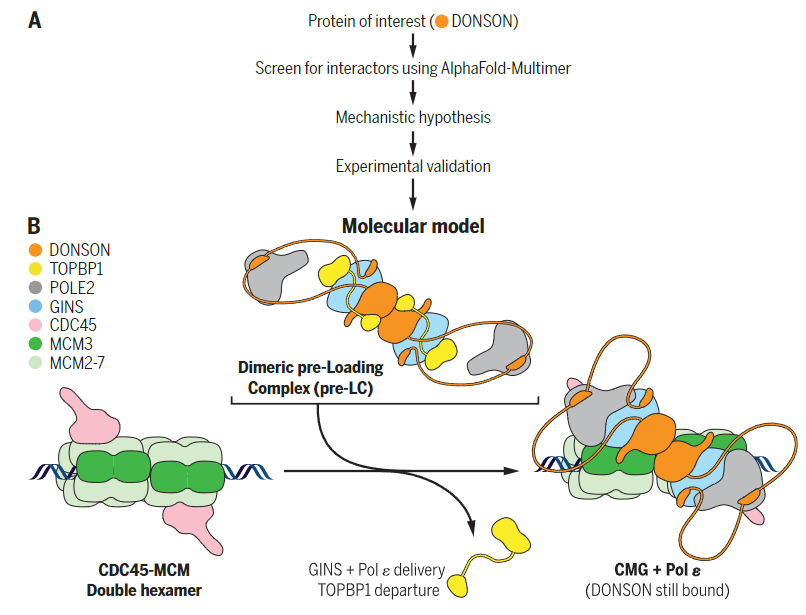 A
Protein of interest (DONSON)
Screen for interactors using AlphaFold-Multimer
Mechanistic hypothesis
Experimental validation
B
Molecular model
DONSON
TOPBP1
POLE2
GINS
CDC45
MCM3
MCM2-7
Dimeric pre-Loading
Complex (pre-LC)
CDC45-MCM
Double hexamer
GINS + Pol ε delivery
TOPBP1 departure
CMG + Pol ε
(DONSON still bound)